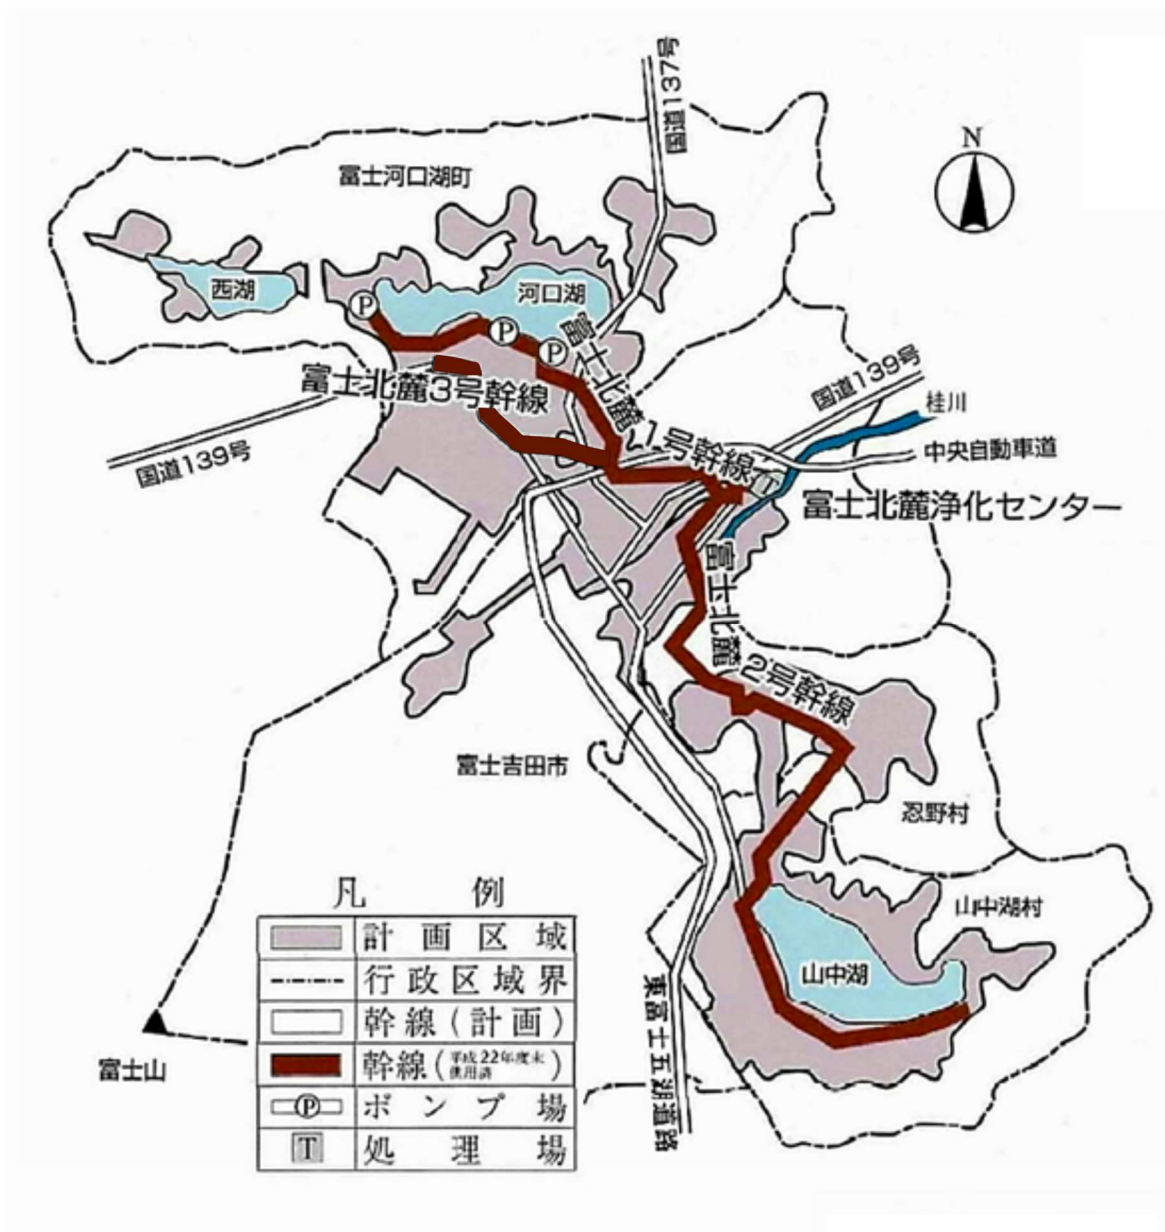 国道137号
N
富士河口湖町
西湖
河口湖
P
P
P
富士北麓1号幹線
富士北麓3号幹線
国道139号
国道139号
桂川
中央自動車道
T
富士北麓浄化センター
富士北麓2号幹線
富士吉田市
忍野村
山中湖村
山中湖
東富士五湖道路
富士山
凡例
計画区域
行政区域界
幹線(計画)
幹線(平成22年度末供用済)
P ポンプ場
T 処理場